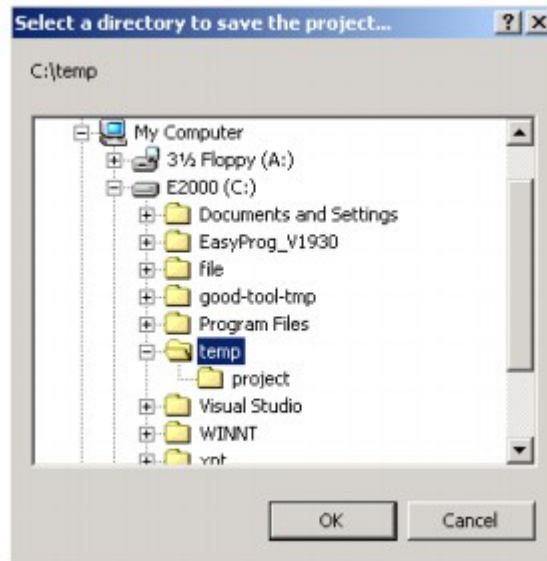 Select a directory to save the project...
C:\temp
My Computer
3½ Floppy (A:)
E2000 (C:)
Documents and Settings
EasyProg_V1930
file
good-tool-tmp
Program Files
temp
project
Visual Studio
WINNT
OK Cancel